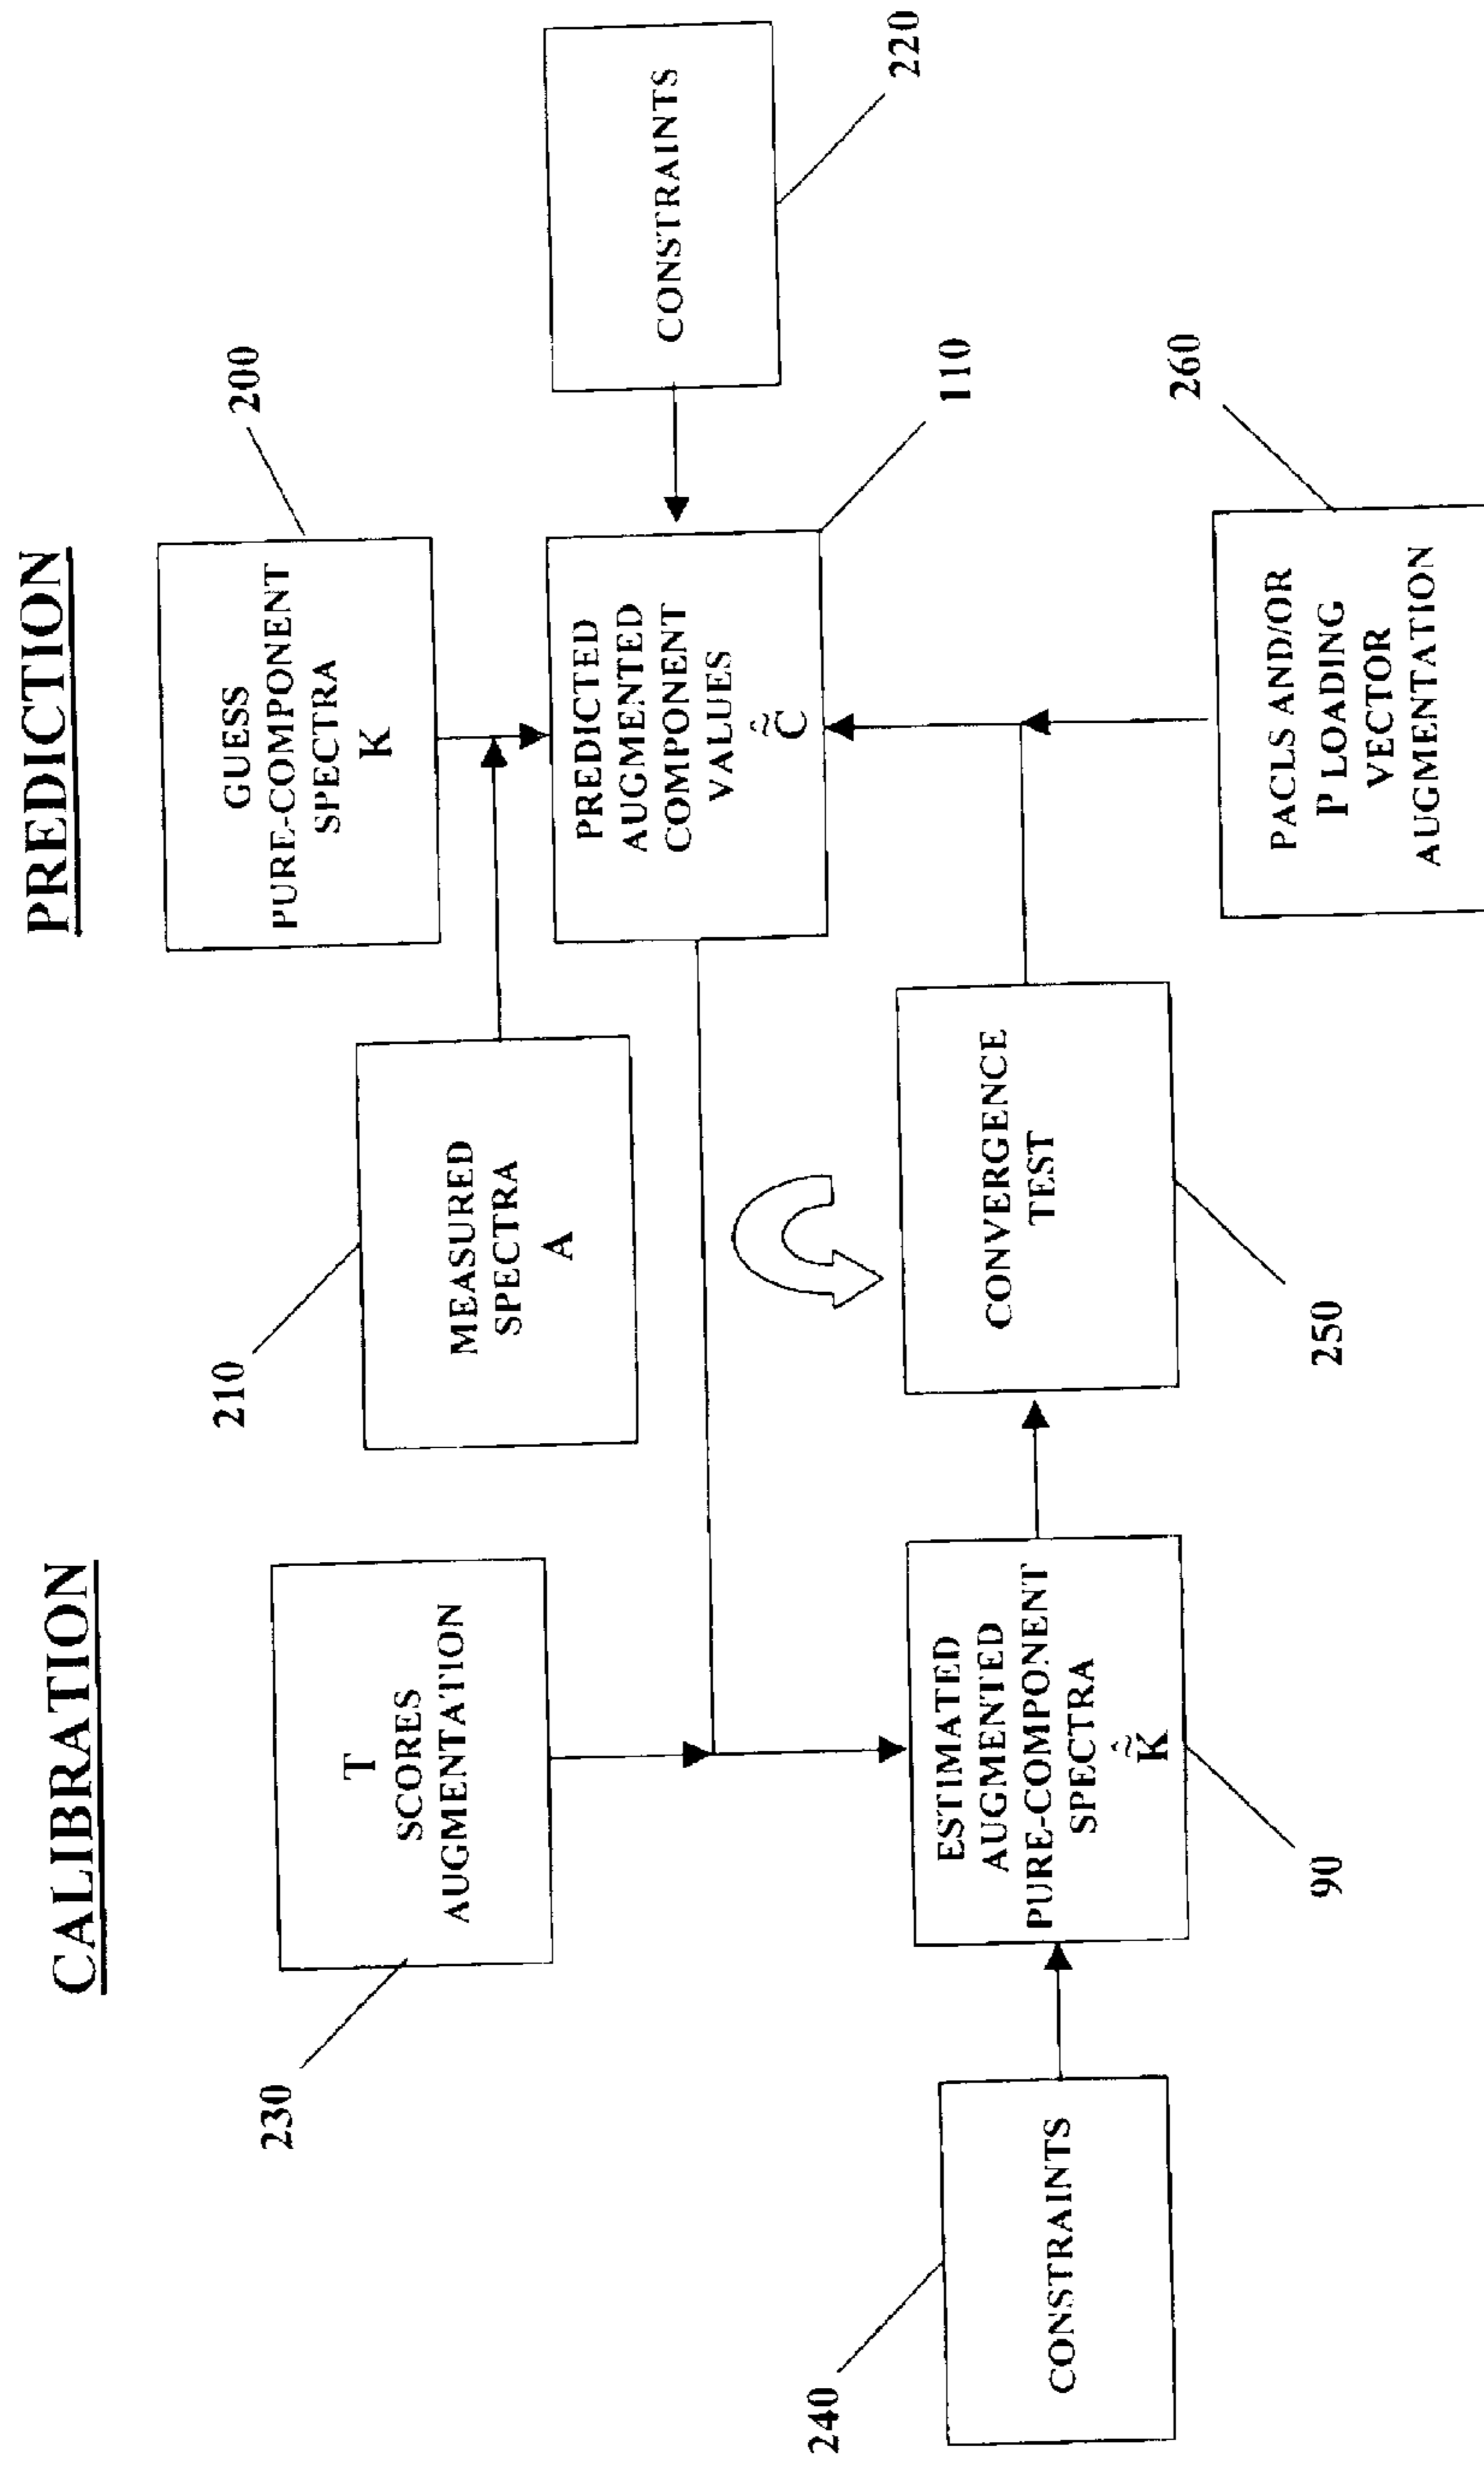 CALIBRATION
PREDICTION
230
T
SCORES
AUGMENTATION
210
MEASURED
SPECTRA
A
200
GUESS
PURE-COMPONENT
SPECTRA
K
240
CONSTRAINTS
ESTIMATED
AUGMENTED
PURE-COMPONENT
SPECTRA
K̃̂
90
CONVERGENCE
TEST
250
PREDICTED
AUGMENTED
COMPONENT
VALUES
C̃̂
110
CONSTRAINTS
220
PACLS AND/OR
P LOADING
VECTOR
AUGMENTATION
260